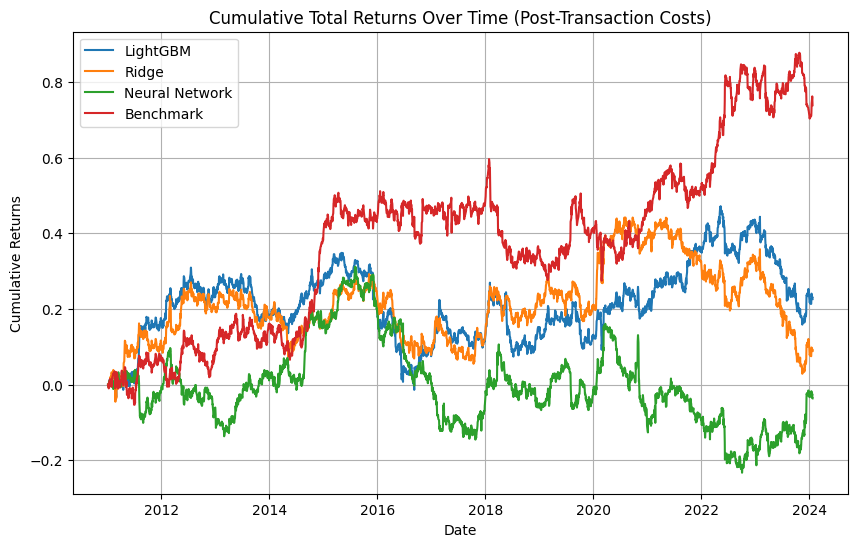 Cumulative Total Returns Over Time (Post-Transaction Costs)
LightGBM
Ridge
Neural Network
Benchmark
0.8
0.6
0.4
0.2
0.0
−0.2
Cumulative Returns
2012 2014 2016 2018 2020 2022 2024
Date